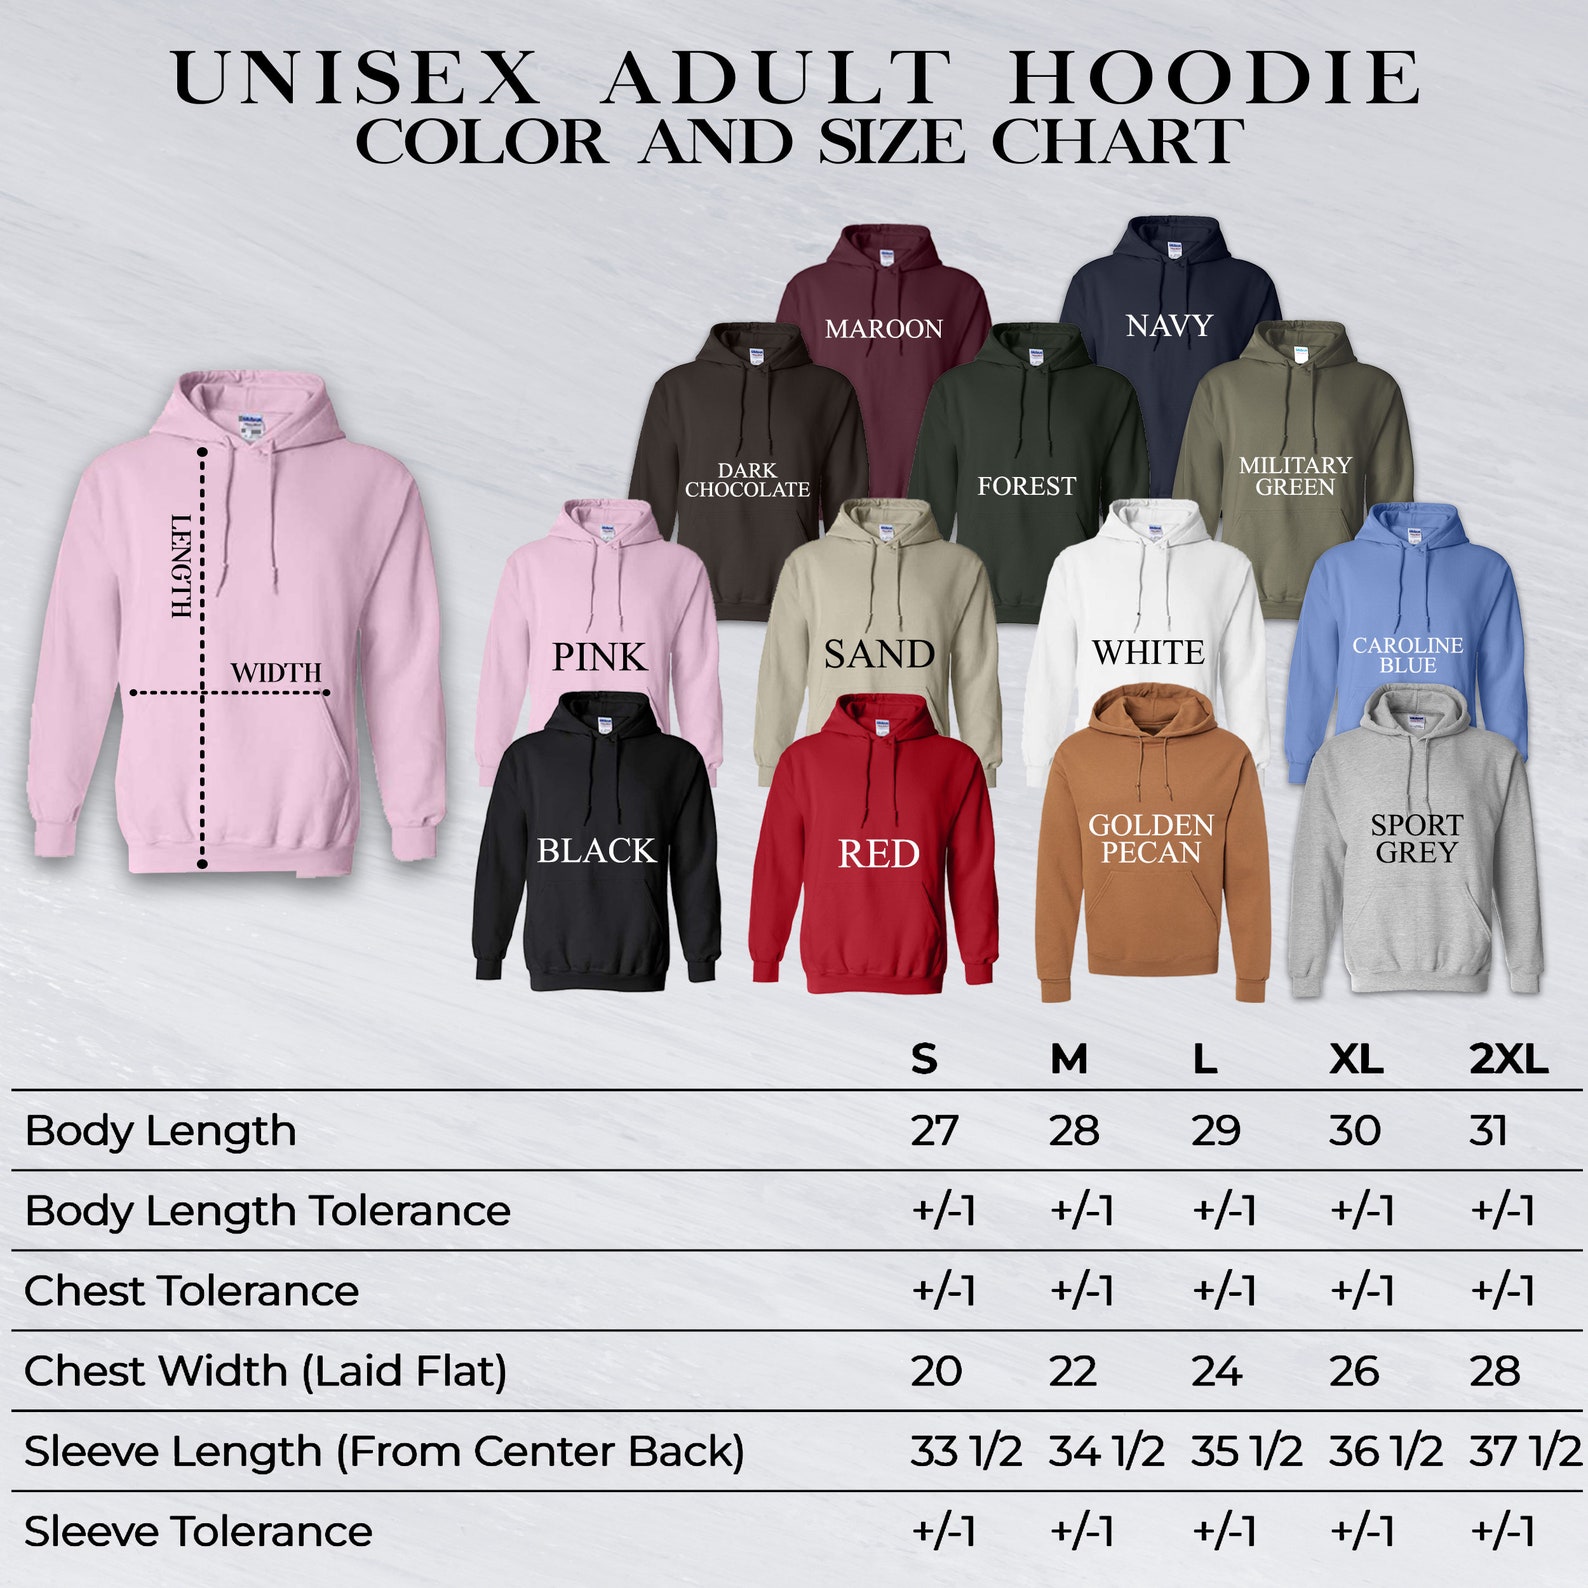 UNISEX ADULT HOODIE
COLOR AND SIZE CHART
MAROON
NAVY
DARK
CHOCOLATE
FOREST
MILITARY
GREEN
LENGTH
WIDTH
PINK
SAND
WHITE
CAROLINE
BLUE
BLACK
RED
GOLDEN
PECAN
SPORT
GREY
S M L XL 2XL
Body Length 27 28 29 30 31
Body Length Tolerance +/-1 +/-1 +/-1 +/-1 +/-1
Chest Tolerance +/-1 +/-1 +/-1 +/-1 +/-1
Chest Width (Laid Flat) 20 22 24 26 28
Sleeve Length (From Center Back) 33 1/2 34 1/2 35 1/2 36 1/2 37 1/2
Sleeve Tolerance +/-1 +/-1 +/-1 +/-1 +/-1